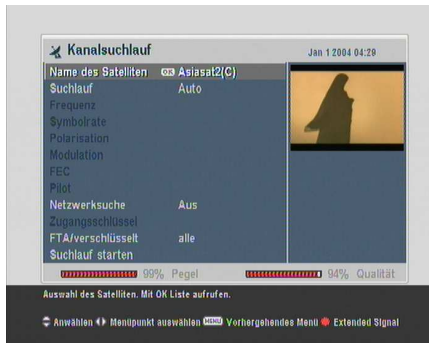 Kanalsuchlauf
Jan 1 2004 04:29
Name des Satelliten OK Asiasat2(C)
Suchlauf Auto
Frequenz
Symbolrate
Polarisation
Modulation
FEC
Pilot
Netzwerksuche Aus
Zugangsschlüssel
FTA/verschlüsselt alle
Suchlauf starten
99% Pegel 94% Qualität
Auswahl des Satelliten. Mit OK Liste aufrufen.
Anwählen Menüpunkt auswählen MENU Vorhergehendes Menü Extended Signal